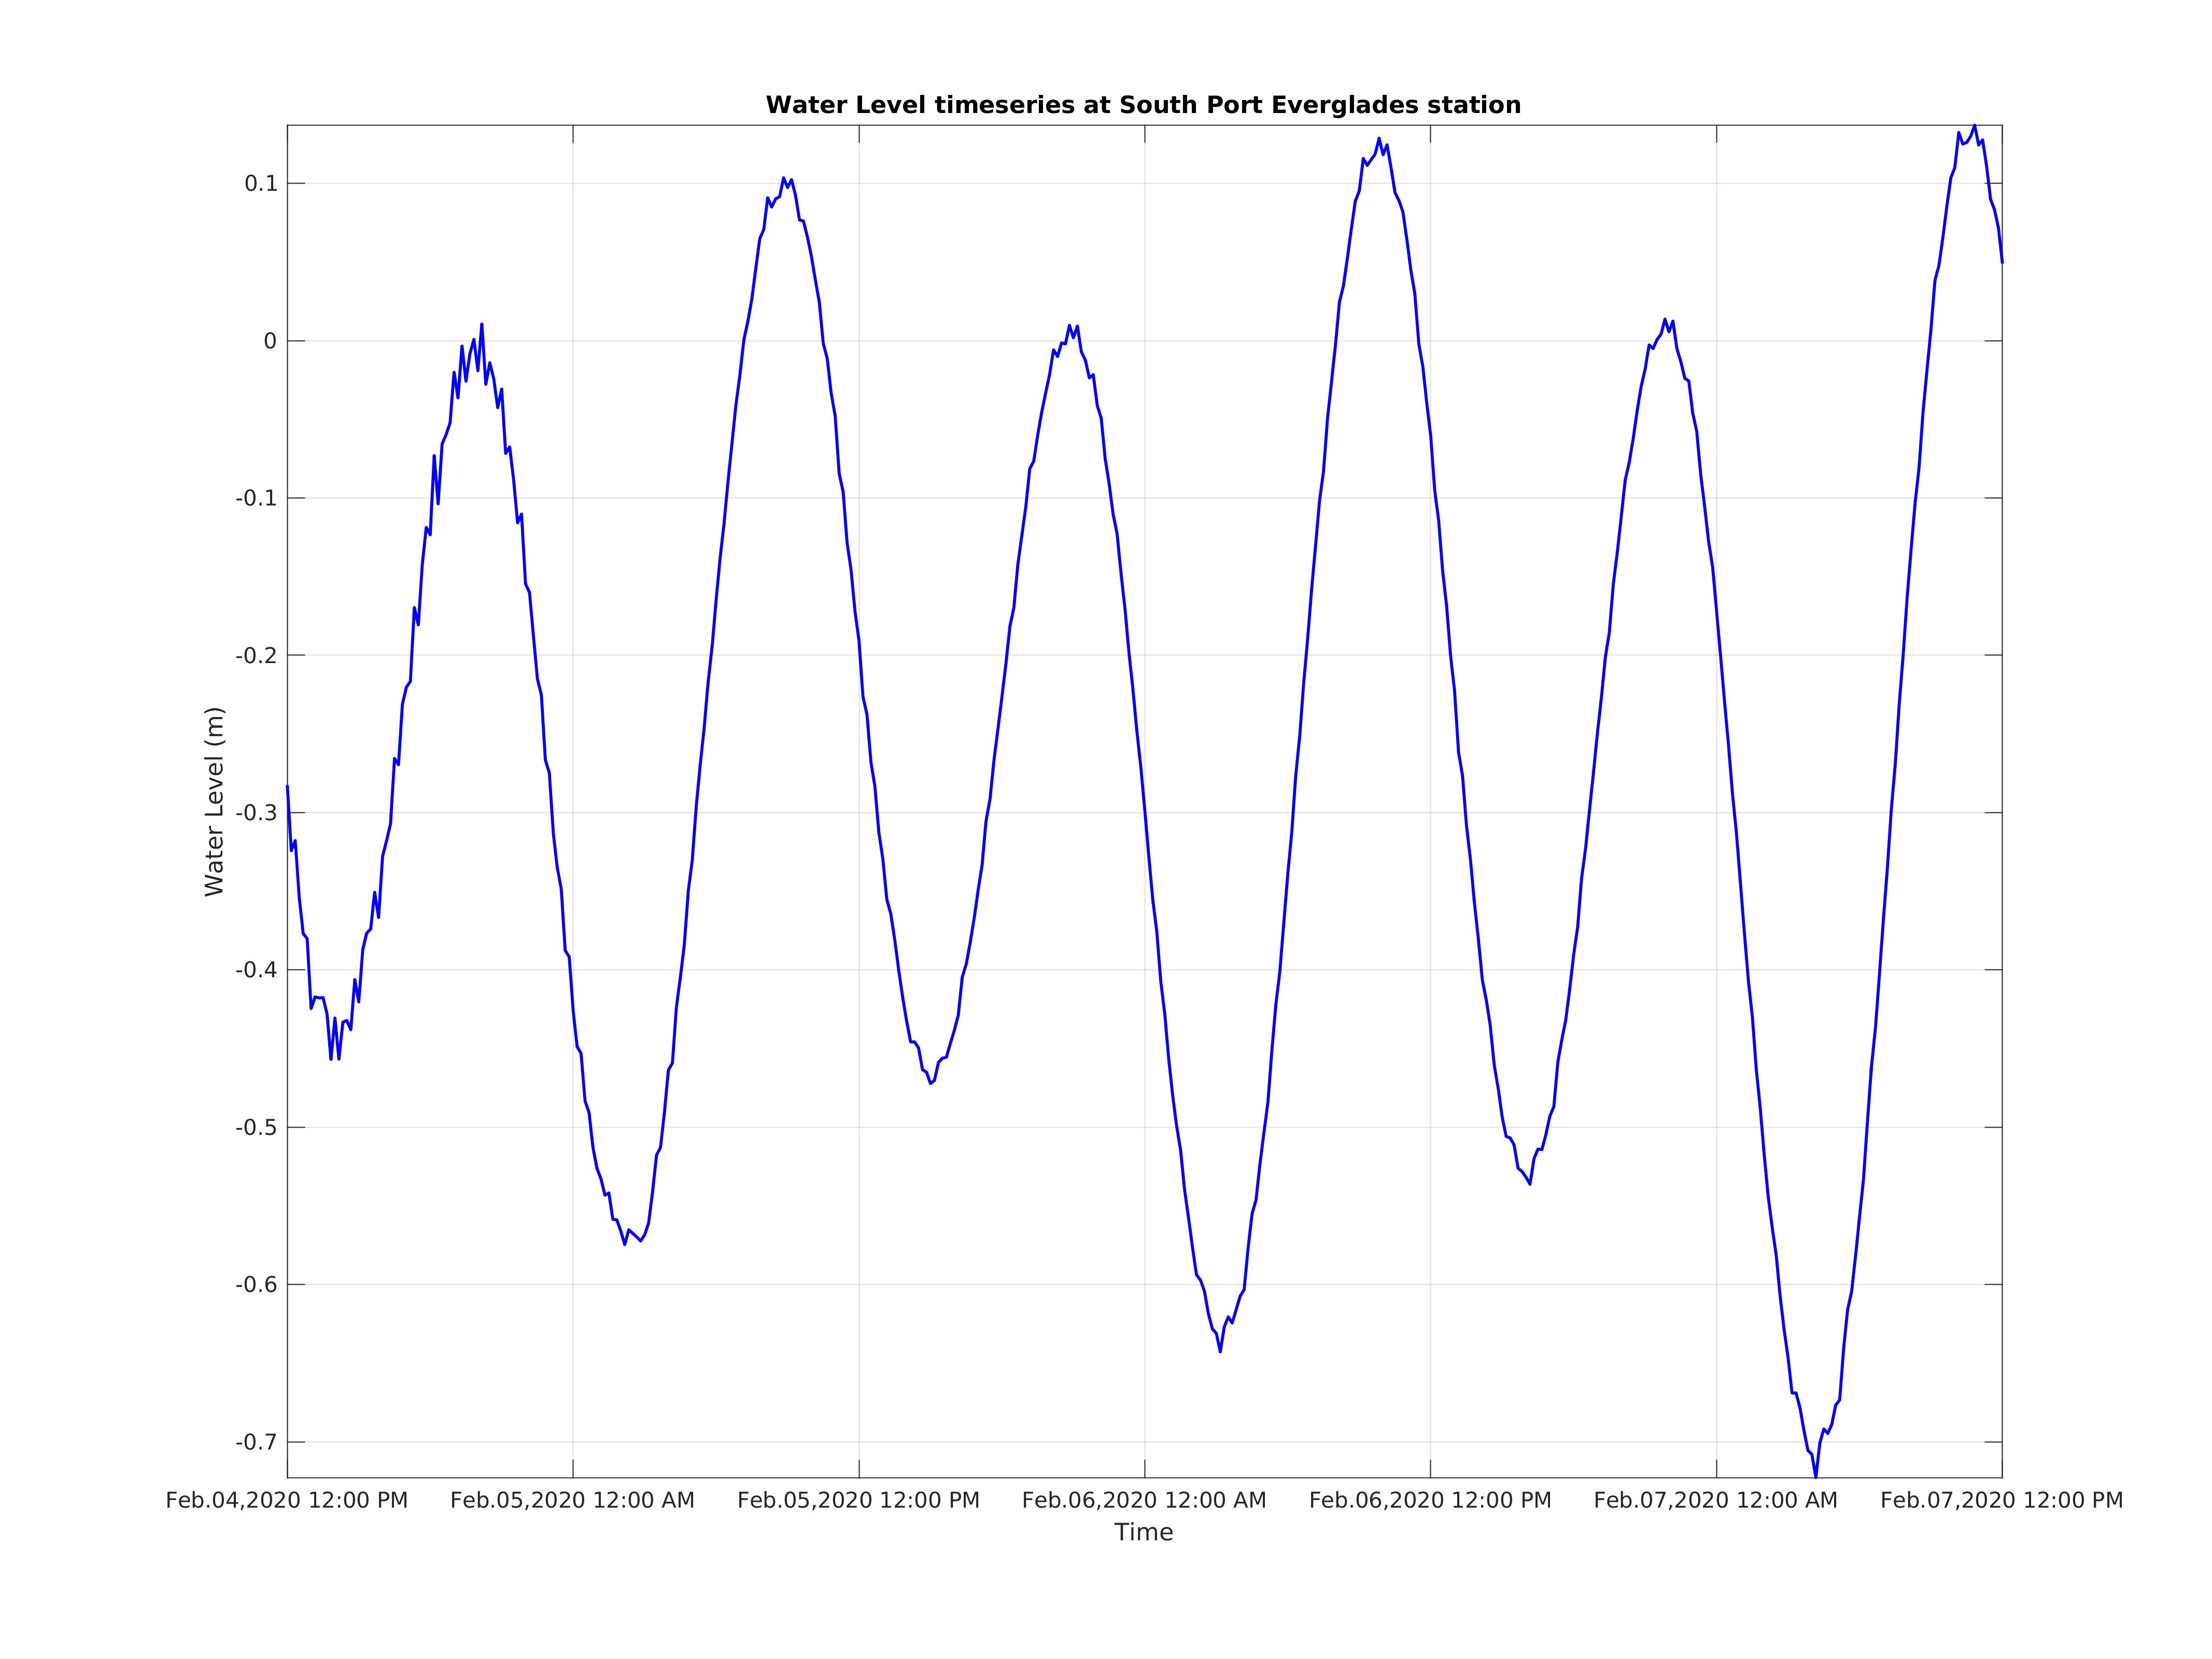 Water Level timeseries at South Port Everglades station
0.1
0
-0.1
-0.2
-0.3
-0.4
-0.5
-0.6
-0.7
Water Level (m)
Feb.04,2020 12:00 PM
Feb.05,2020 12:00 AM
Feb.05,2020 12:00 PM
Feb.06,2020 12:00 AM
Feb.06,2020 12:00 PM
Feb.07,2020 12:00 AM
Feb.07,2020 12:00 PM
Time